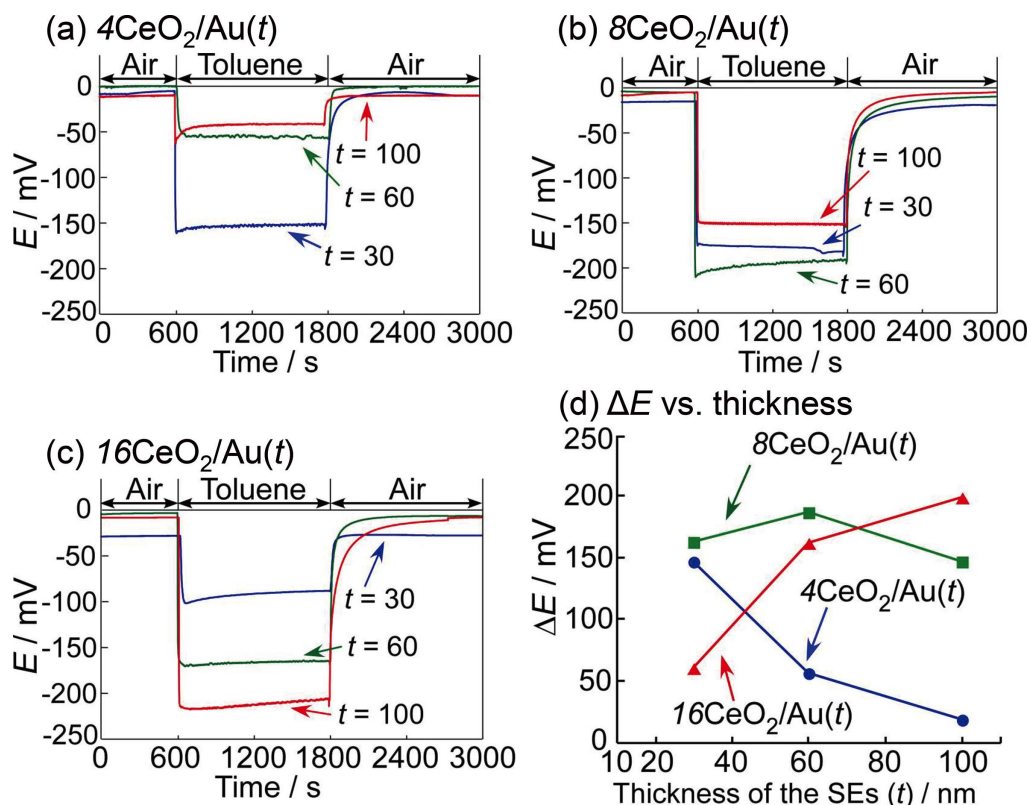 (a) 4CeO₂/Au(t)
Air Toluene Air
0
-50
-100
-150
-200
-250
E / mV
t = 100
t = 60
t = 30
0 600 1200 1800 2400 3000
Time / s
(b) 8CeO₂/Au(t)
Air Toluene Air
0
-50
-100
-150
-200
-250
E / mV
t = 100
t = 30
t = 60
0 600 1200 1800 2400 3000
Time / s
(c) 16CeO₂/Au(t)
Air Toluene Air
0
-50
-100
-150
-200
-250
E / mV
t = 30
t = 60
t = 100
0 600 1200 1800 2400 3000
Time / s
(d) ΔE vs. thickness
250
200
150
100
50
0
ΔE / mV
8CeO₂/Au(t)
4CeO₂/Au(t)
16CeO₂/Au(t)
10 20 40 60 80 100
Thickness of the SEs (t) / nm